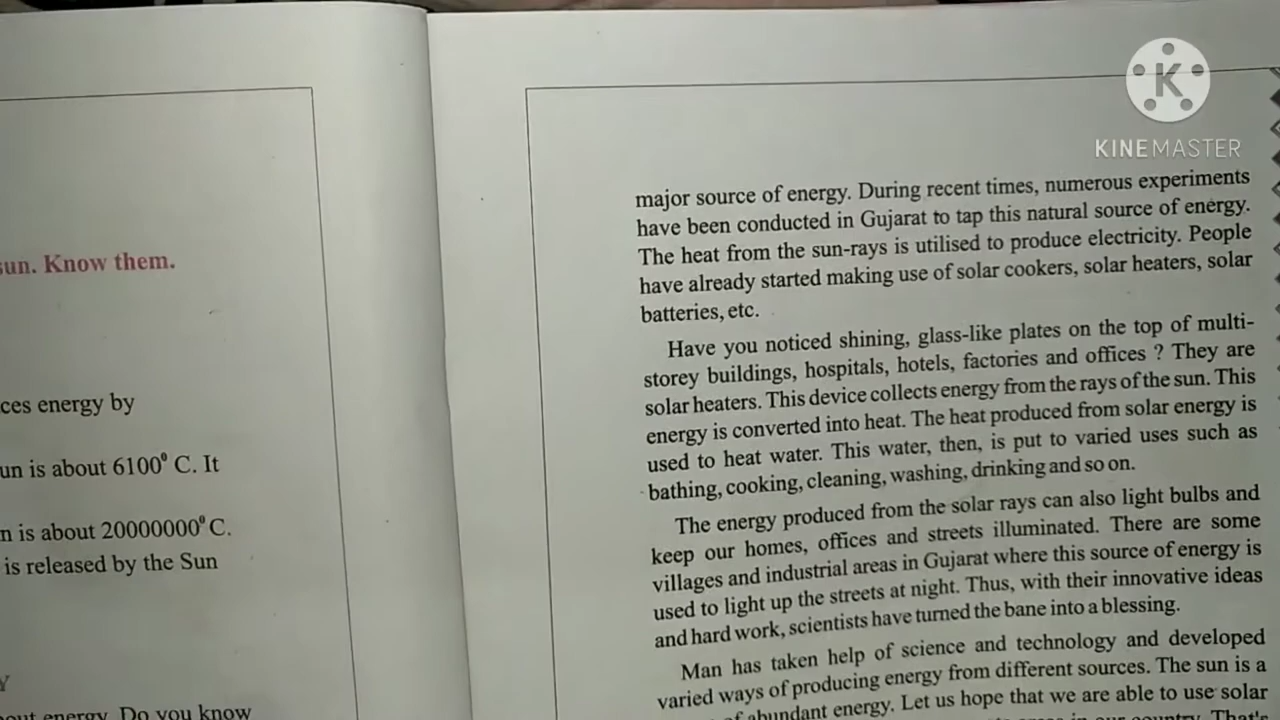 sun. Know them.
ces energy by
un is about 6100⁰ C. It
n is about 20000000⁰C.
is released by the Sun
Y
out energy. Do you know
K
KINEMASTER
major source of energy. During recent times, numerous experiments
have been conducted in Gujarat to tap this natural source of energy.
The heat from the sun-rays is utilised to produce electricity. People
have already started making use of solar cookers, solar heaters, solar
batteries, etc.
Have you noticed shining, glass-like plates on the top of multi-
storey buildings, hospitals, hotels, factories and offices ? They are
solar heaters. This device collects energy from the rays of the sun. This
energy is converted into heat. The heat produced from solar energy is
used to heat water. This water, then, is put to varied uses such as
bathing, cooking, cleaning, washing, drinking and so on.
The energy produced from the solar rays can also light bulbs and
keep our homes, offices and streets illuminated. There are some
villages and industrial areas in Gujarat where this source of energy is
used to light up the streets at night. Thus, with their innovative ideas
and hard work, scientists have turned the bane into a blessing.
Man has taken help of science and technology and developed
varied ways of producing energy from different sources. The sun is a
of abundant energy. Let us hope that we are able to use solar
in our country. That's